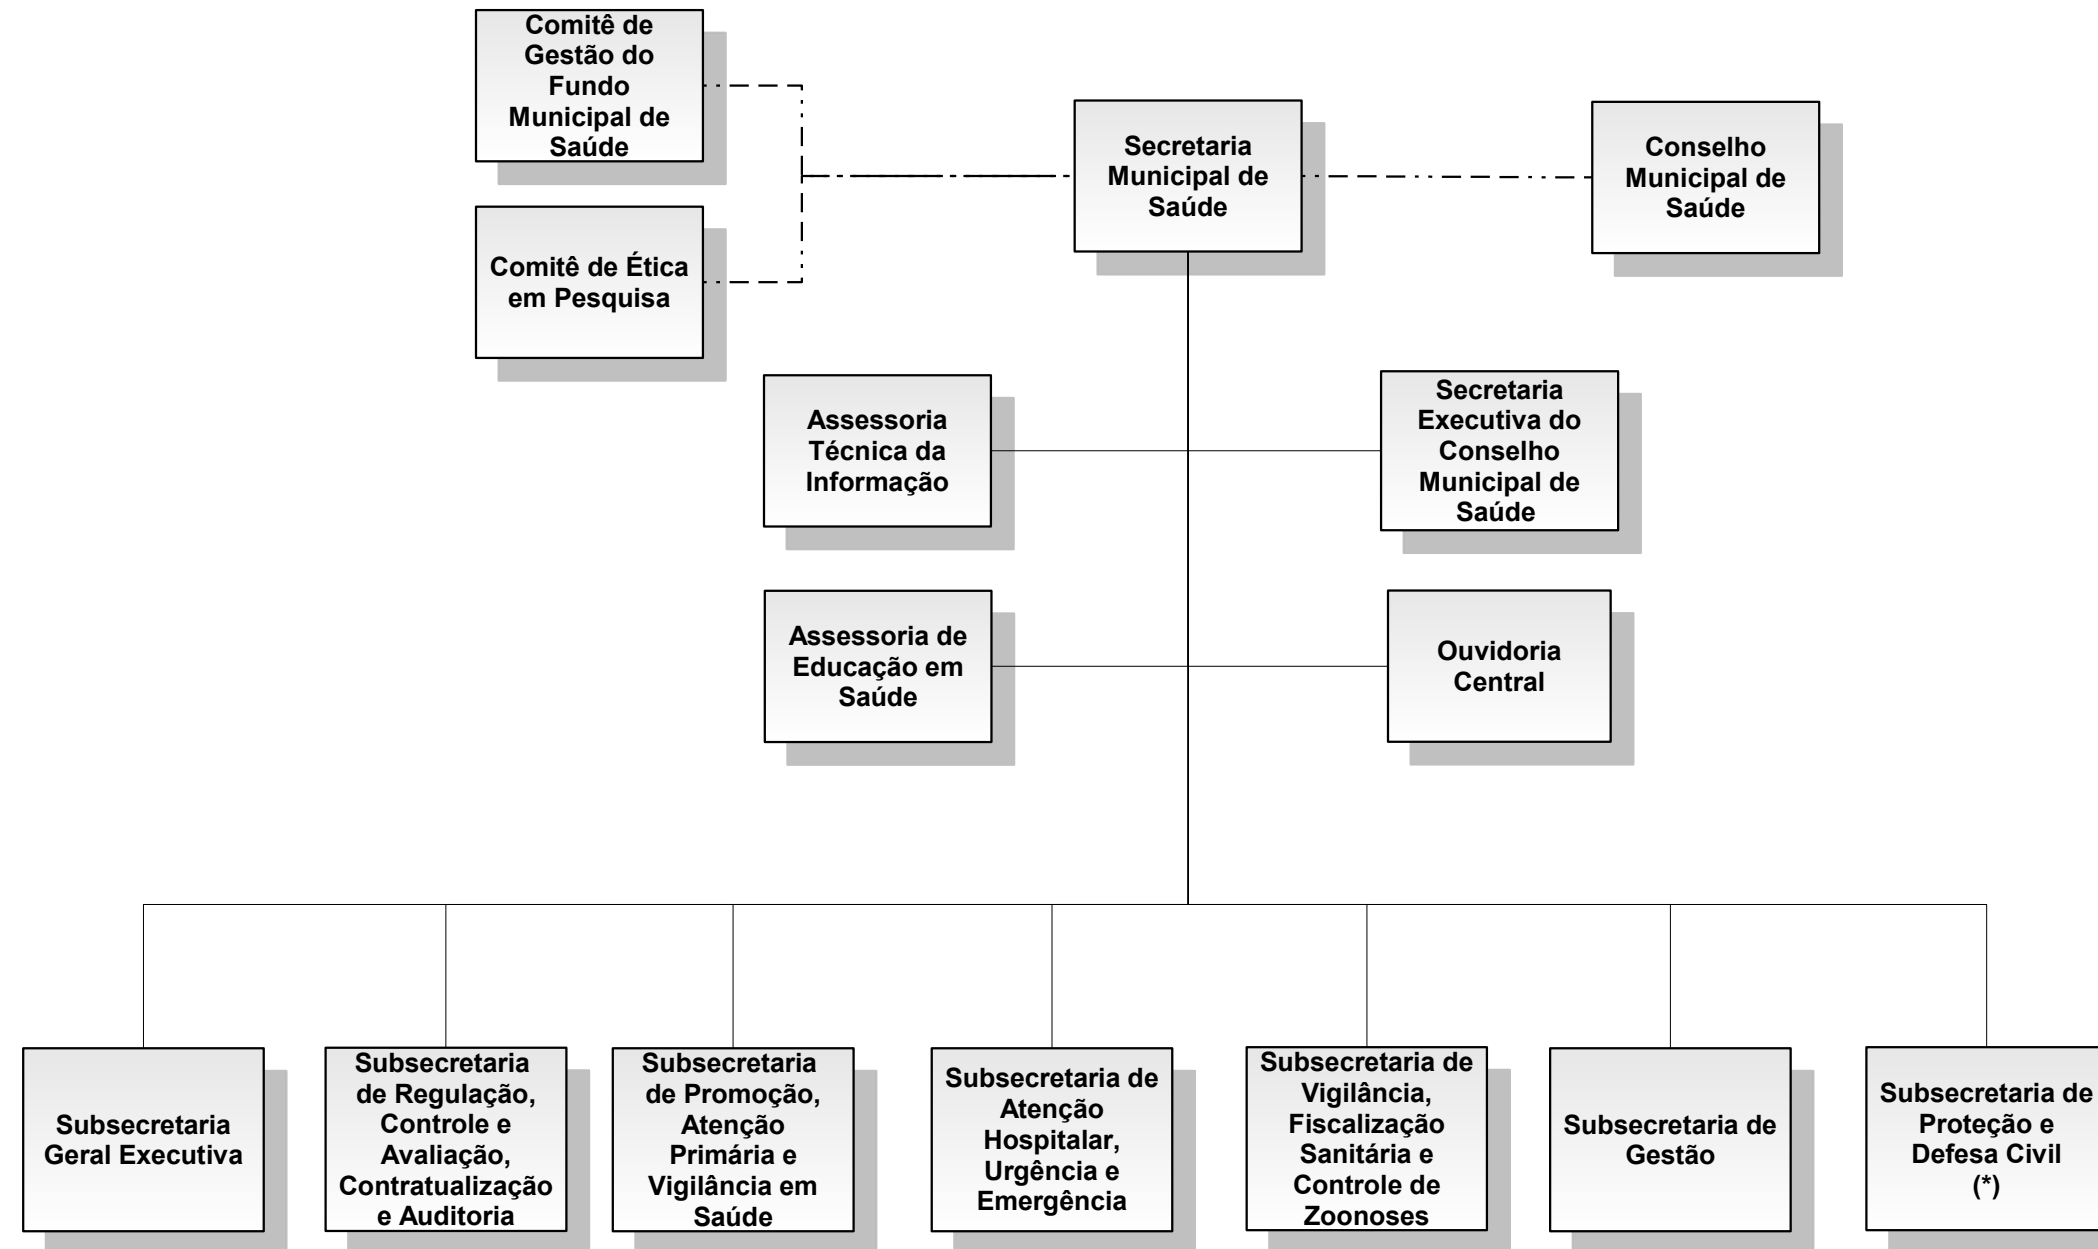 Comitê de
Gestão do
Fundo
Municipal de
Saúde
Secretaria
Municipal de
Saúde
Conselho
Municipal de
Saúde
Comitê de Ética
em Pesquisa
Assessoria
Técnica da
Informação
Secretaria
Executiva do
Conselho
Municipal de
Saúde
Assessoria de
Educação em
Saúde
Ouvidoria
Central
Subsecretaria
Geral Executiva
Subsecretaria
de Regulação,
Controle e
Avaliação,
Contratualização
e Auditoria
Subsecretaria
de Promoção,
Atenção
Primária e
Vigilância em
Saúde
Subsecretaria de
Atenção
Hospitalar,
Urgência e
Emergência
Subsecretaria de
Vigilância,
Fiscalização
Sanitária e
Controle de
Zoonoses
Subsecretaria de
Gestão
Subsecretaria de
Proteção e
Defesa Civil
(*)